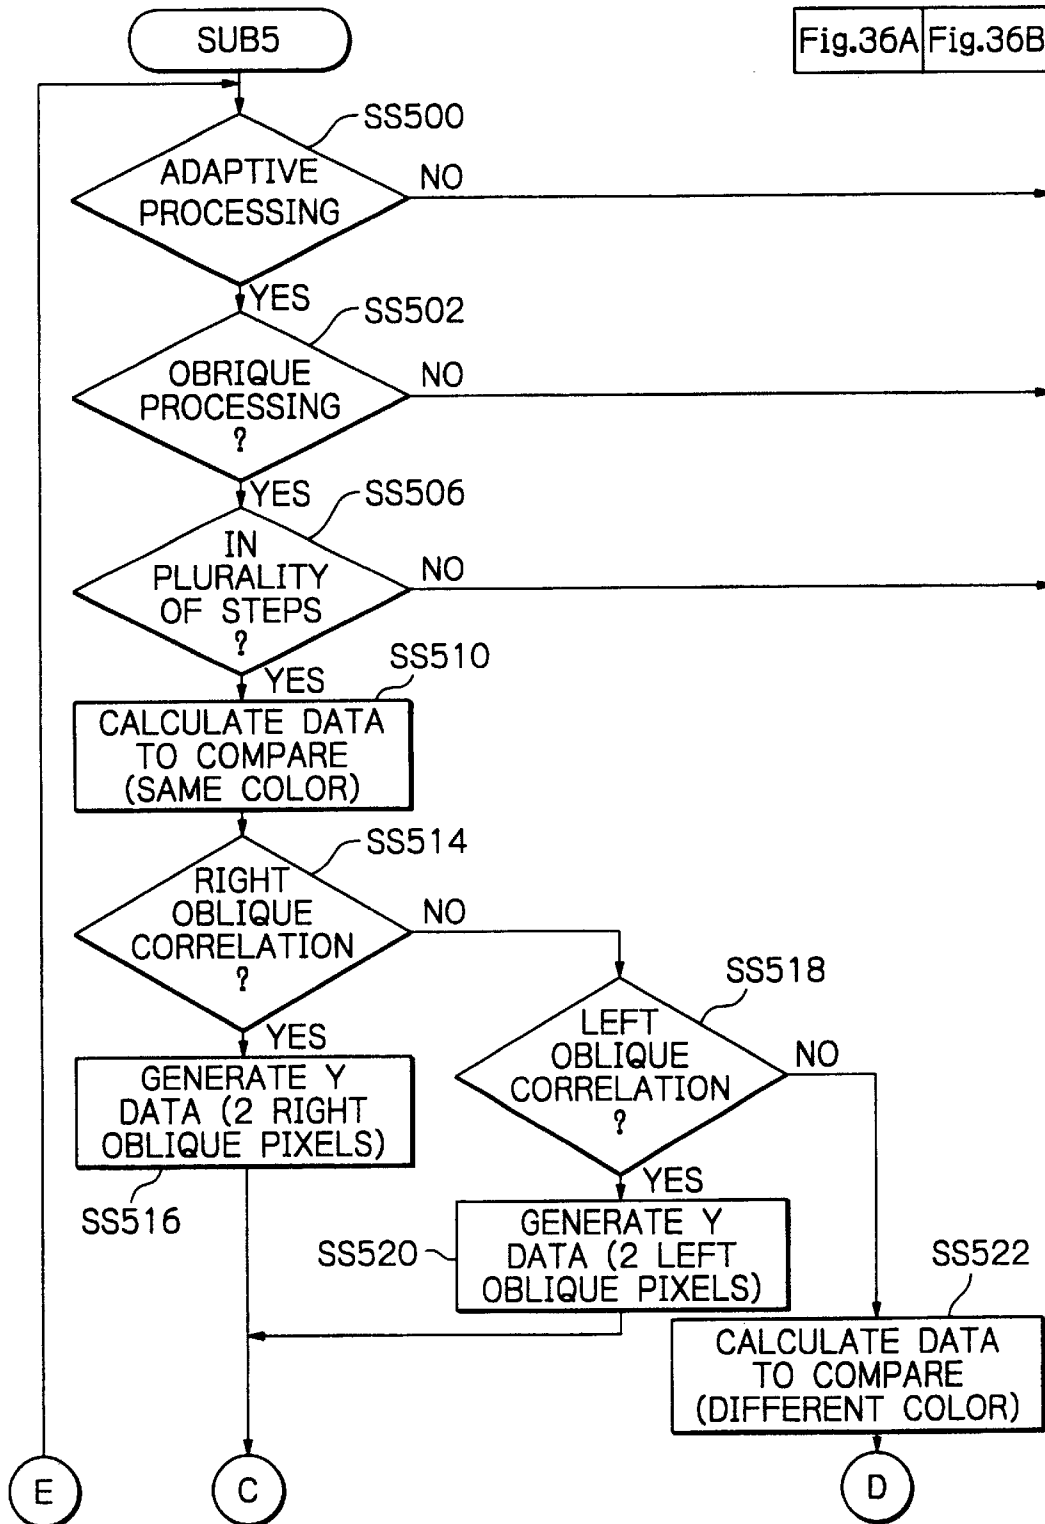 SUB5
Fig.36A Fig.36B
SS500
ADAPTIVE
PROCESSING
NO
YES
SS502
OBRIQUE
PROCESSING
?
NO
YES
SS506
IN
PLURALITY
OF STEPS
?
NO
YES
SS510
CALCULATE DATA
TO COMPARE
(SAME COLOR)
SS514
RIGHT
OBLIQUE
CORRELATION
?
NO
YES
SS518
LEFT
OBLIQUE
CORRELATION
?
NO
YES
GENERATE Y
DATA (2 RIGHT
OBLIQUE PIXELS)
SS516
SS520
GENERATE Y
DATA (2 LEFT
OBLIQUE PIXELS)
SS522
CALCULATE DATA
TO COMPARE
(DIFFERENT COLOR)
E
C
D